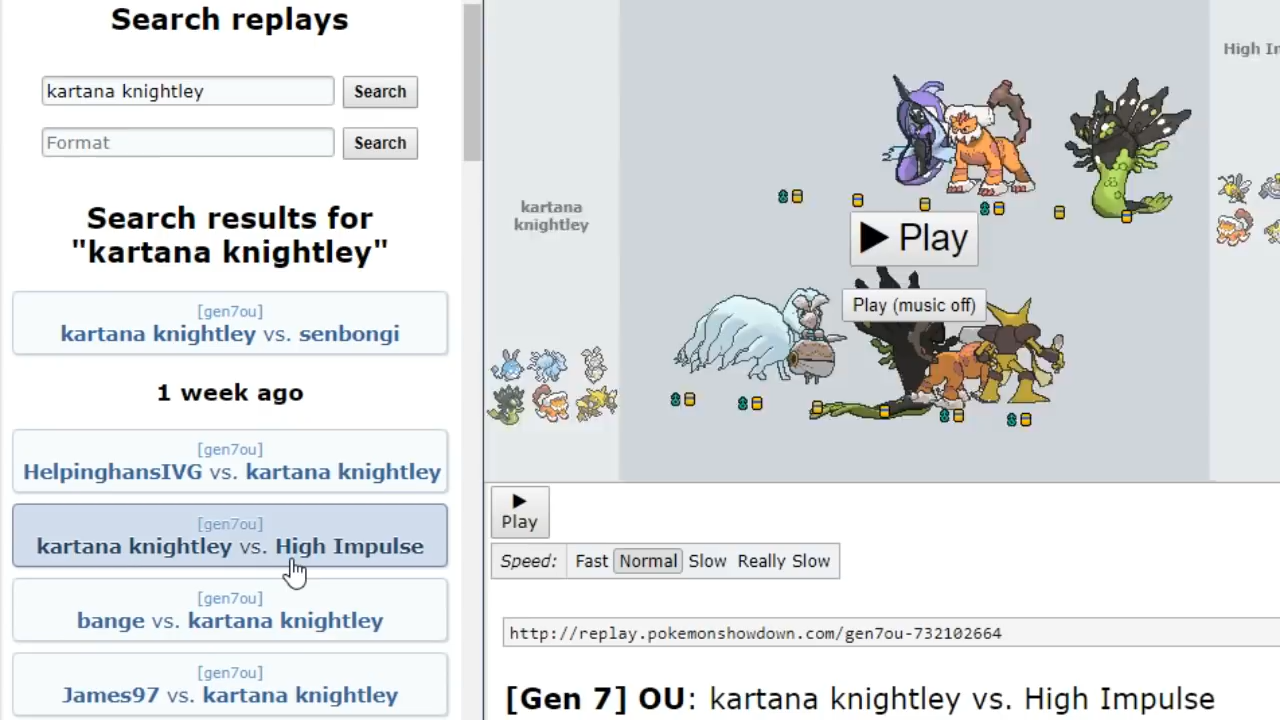 Search replays
kartana knightley
Search
Format
Search
Search results for
"kartana knightley"
[gen7ou]
kartana knightley vs. senbongi
1 week ago
[gen7ou]
HelpinghansIVG vs. kartana knightley
[gen7ou]
kartana knightley vs. High Impulse
[gen7ou]
bange vs. kartana knightley
[gen7ou]
James97 vs. kartana knightley
kartana
knightley
High Im
Play
Play (music off)
Play
Speed: Fast Normal Slow Really Slow
http://replay.pokemonshowdown.com/gen7ou-732102664
[Gen 7] OU: kartana knightley vs. High Impulse